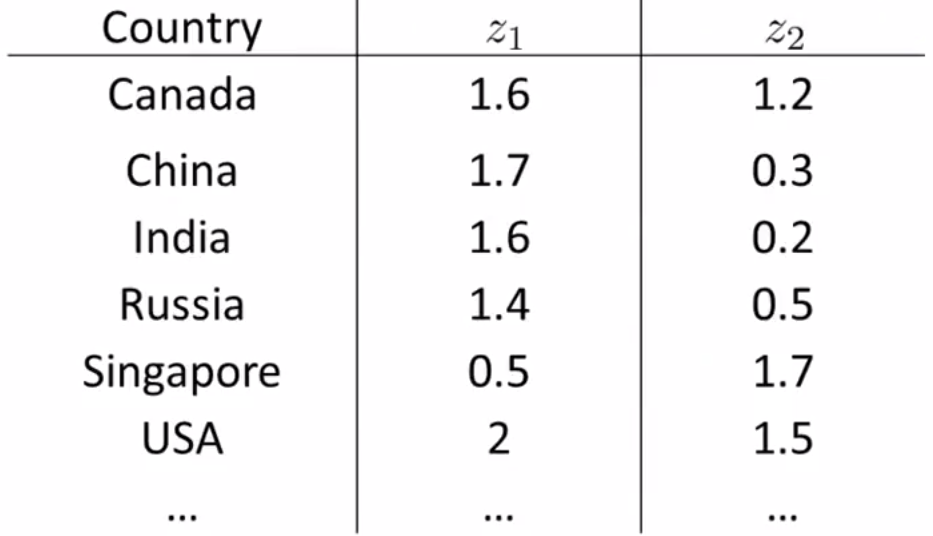 Country z₁ z₂
Canada 1.6 1.2
China 1.7 0.3
India 1.6 0.2
Russia 1.4 0.5
Singapore 0.5 1.7
USA 2 1.5
... ... ...